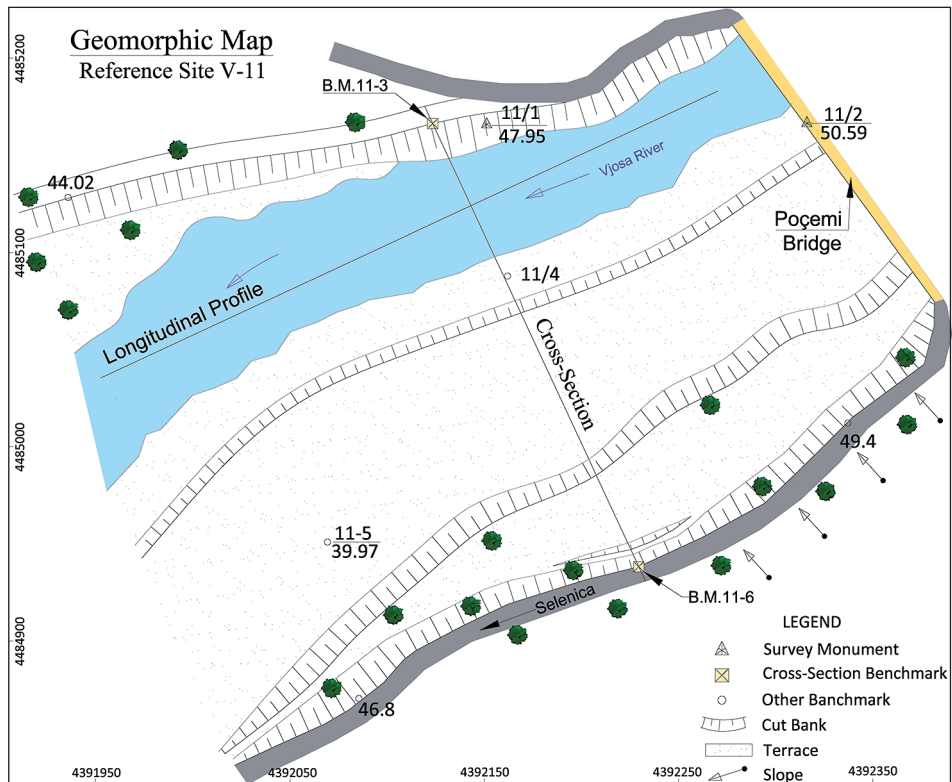 Geomorphic Map
Reference Site V-11
B.M.11-3
11/1
47.95
11/2
50.59
44.02
Vjosa River
Poçemi
Bridge
11/4
Longitudinal Profile
Cross-Section
49.4
11-5
39.97
Selenica
B.M.11-6
46.8
LEGEND
Survey Monument
Cross-Section Benchmark
Other Banchmark
Cut Bank
Terrace
Slope
4485200
4485100
4485000
4484900
4391950
4392050
4392150
4392250
4392350